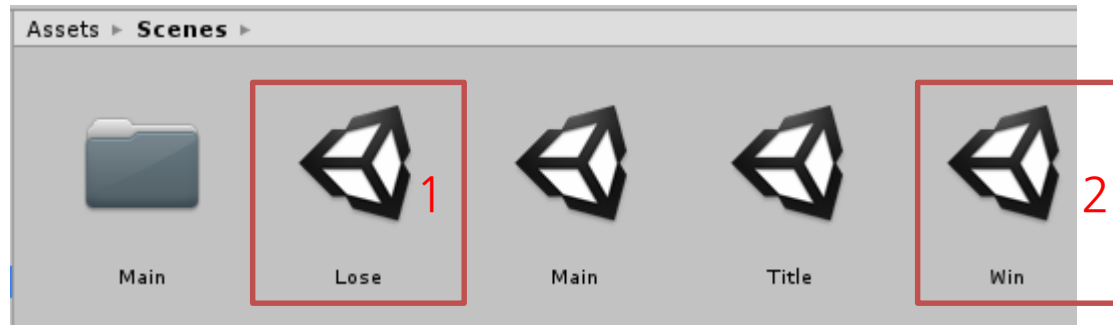 Assets ▸ Scenes ▸
1
2
Main Lose Main Title Win